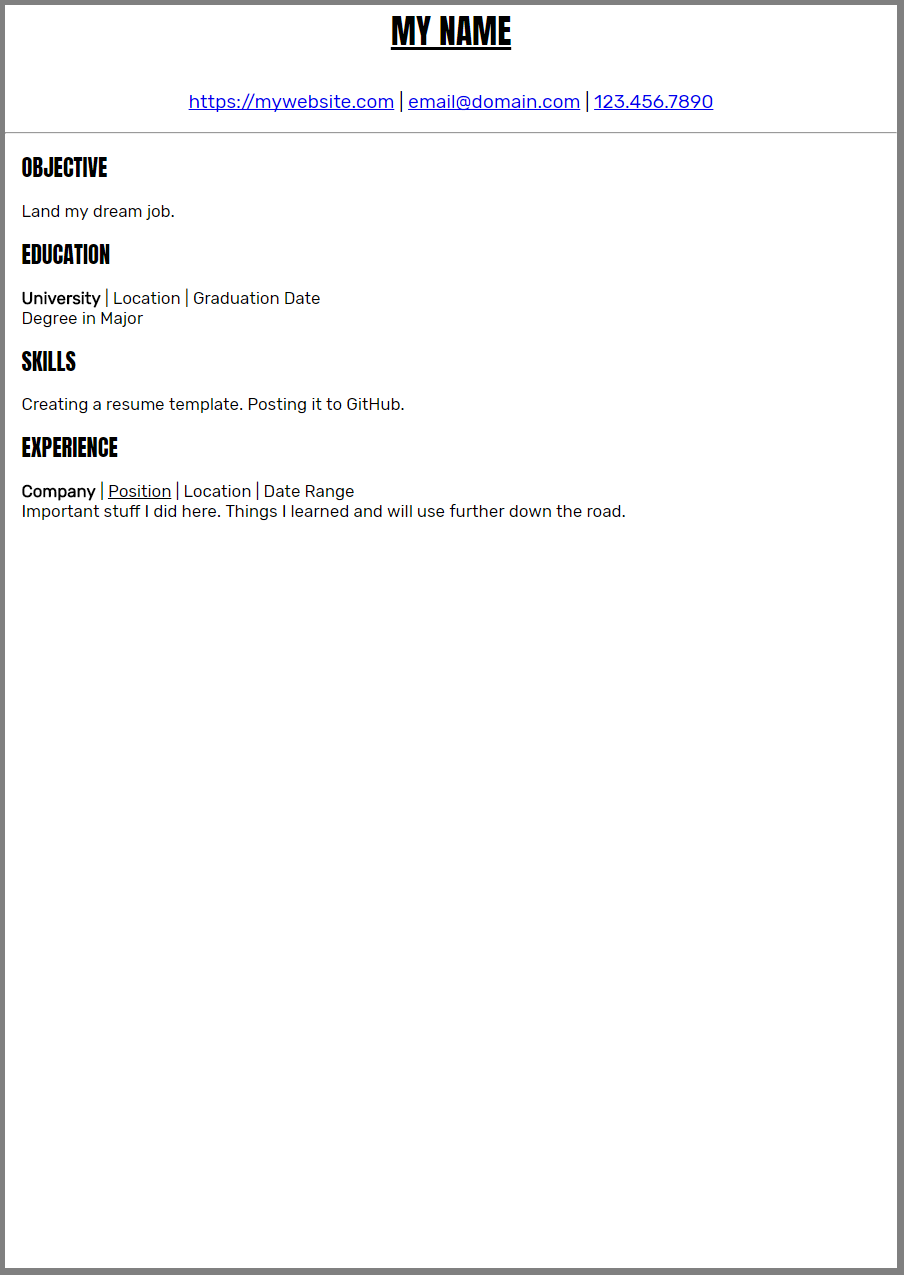 MY NAME
https://mywebsite.com | email@domain.com | 123.456.7890
OBJECTIVE
Land my dream job.
EDUCATION
University | Location | Graduation Date
Degree in Major
SKILLS
Creating a resume template. Posting it to GitHub.
EXPERIENCE
Company | Position | Location | Date Range
Important stuff I did here. Things I learned and will use further down the road.